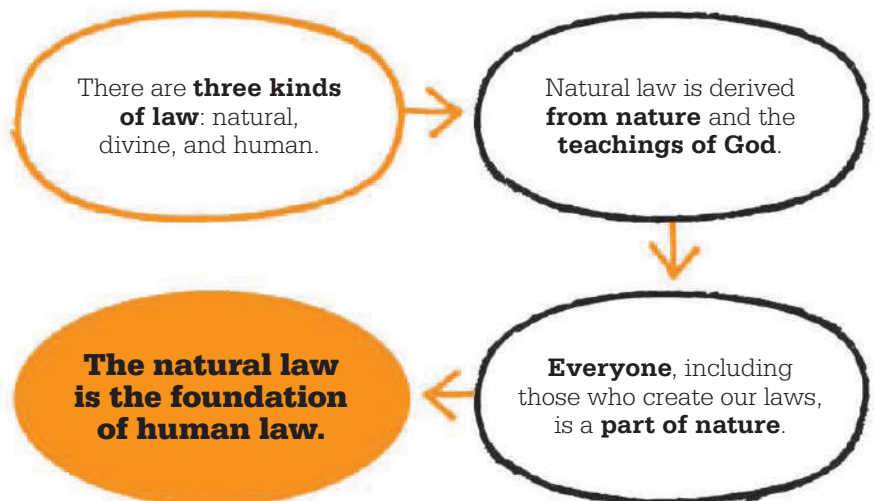 There are three kinds
of law: natural,
divine, and human.
Natural law is derived
from nature and the
teachings of God.
Everyone, including
those who create our laws,
is a part of nature.
The natural law
is the foundation
of human law.